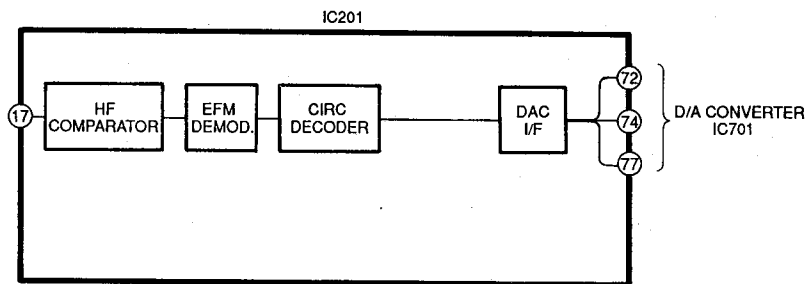 IC201
17
HF
COMPARATOR
EFM
DEMOD.
CIRC
DECODER
DAC
I/F
72
74
77
D/A CONVERTER
IC701